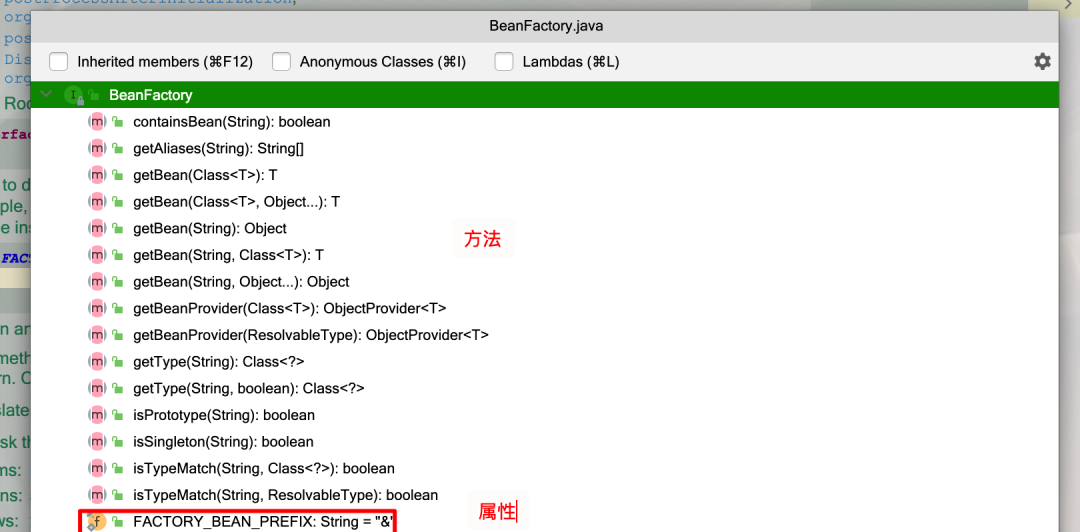 BeanFactory.java
Inherited members (⌘F12)
Anonymous Classes (⌘I)
Lambdas (⌘L)
BeanFactory
containsBean(String): boolean
getAliases(String): String[]
getBean(Class<T>): T
getBean(Class<T>, Object...): T
getBean(String): Object
方法
getBean(String, Class<T>): T
getBean(String, Object...): Object
getBeanProvider(Class<T>): ObjectProvider<T>
getBeanProvider(ResolvableType): ObjectProvider<T>
getType(String): Class<?>
getType(String, boolean): Class<?>
isPrototype(String): boolean
isSingleton(String): boolean
isTypeMatch(String, Class<?>): boolean
isTypeMatch(String, ResolvableType): boolean
属性
FACTORY_BEAN_PREFIX: String = "&"